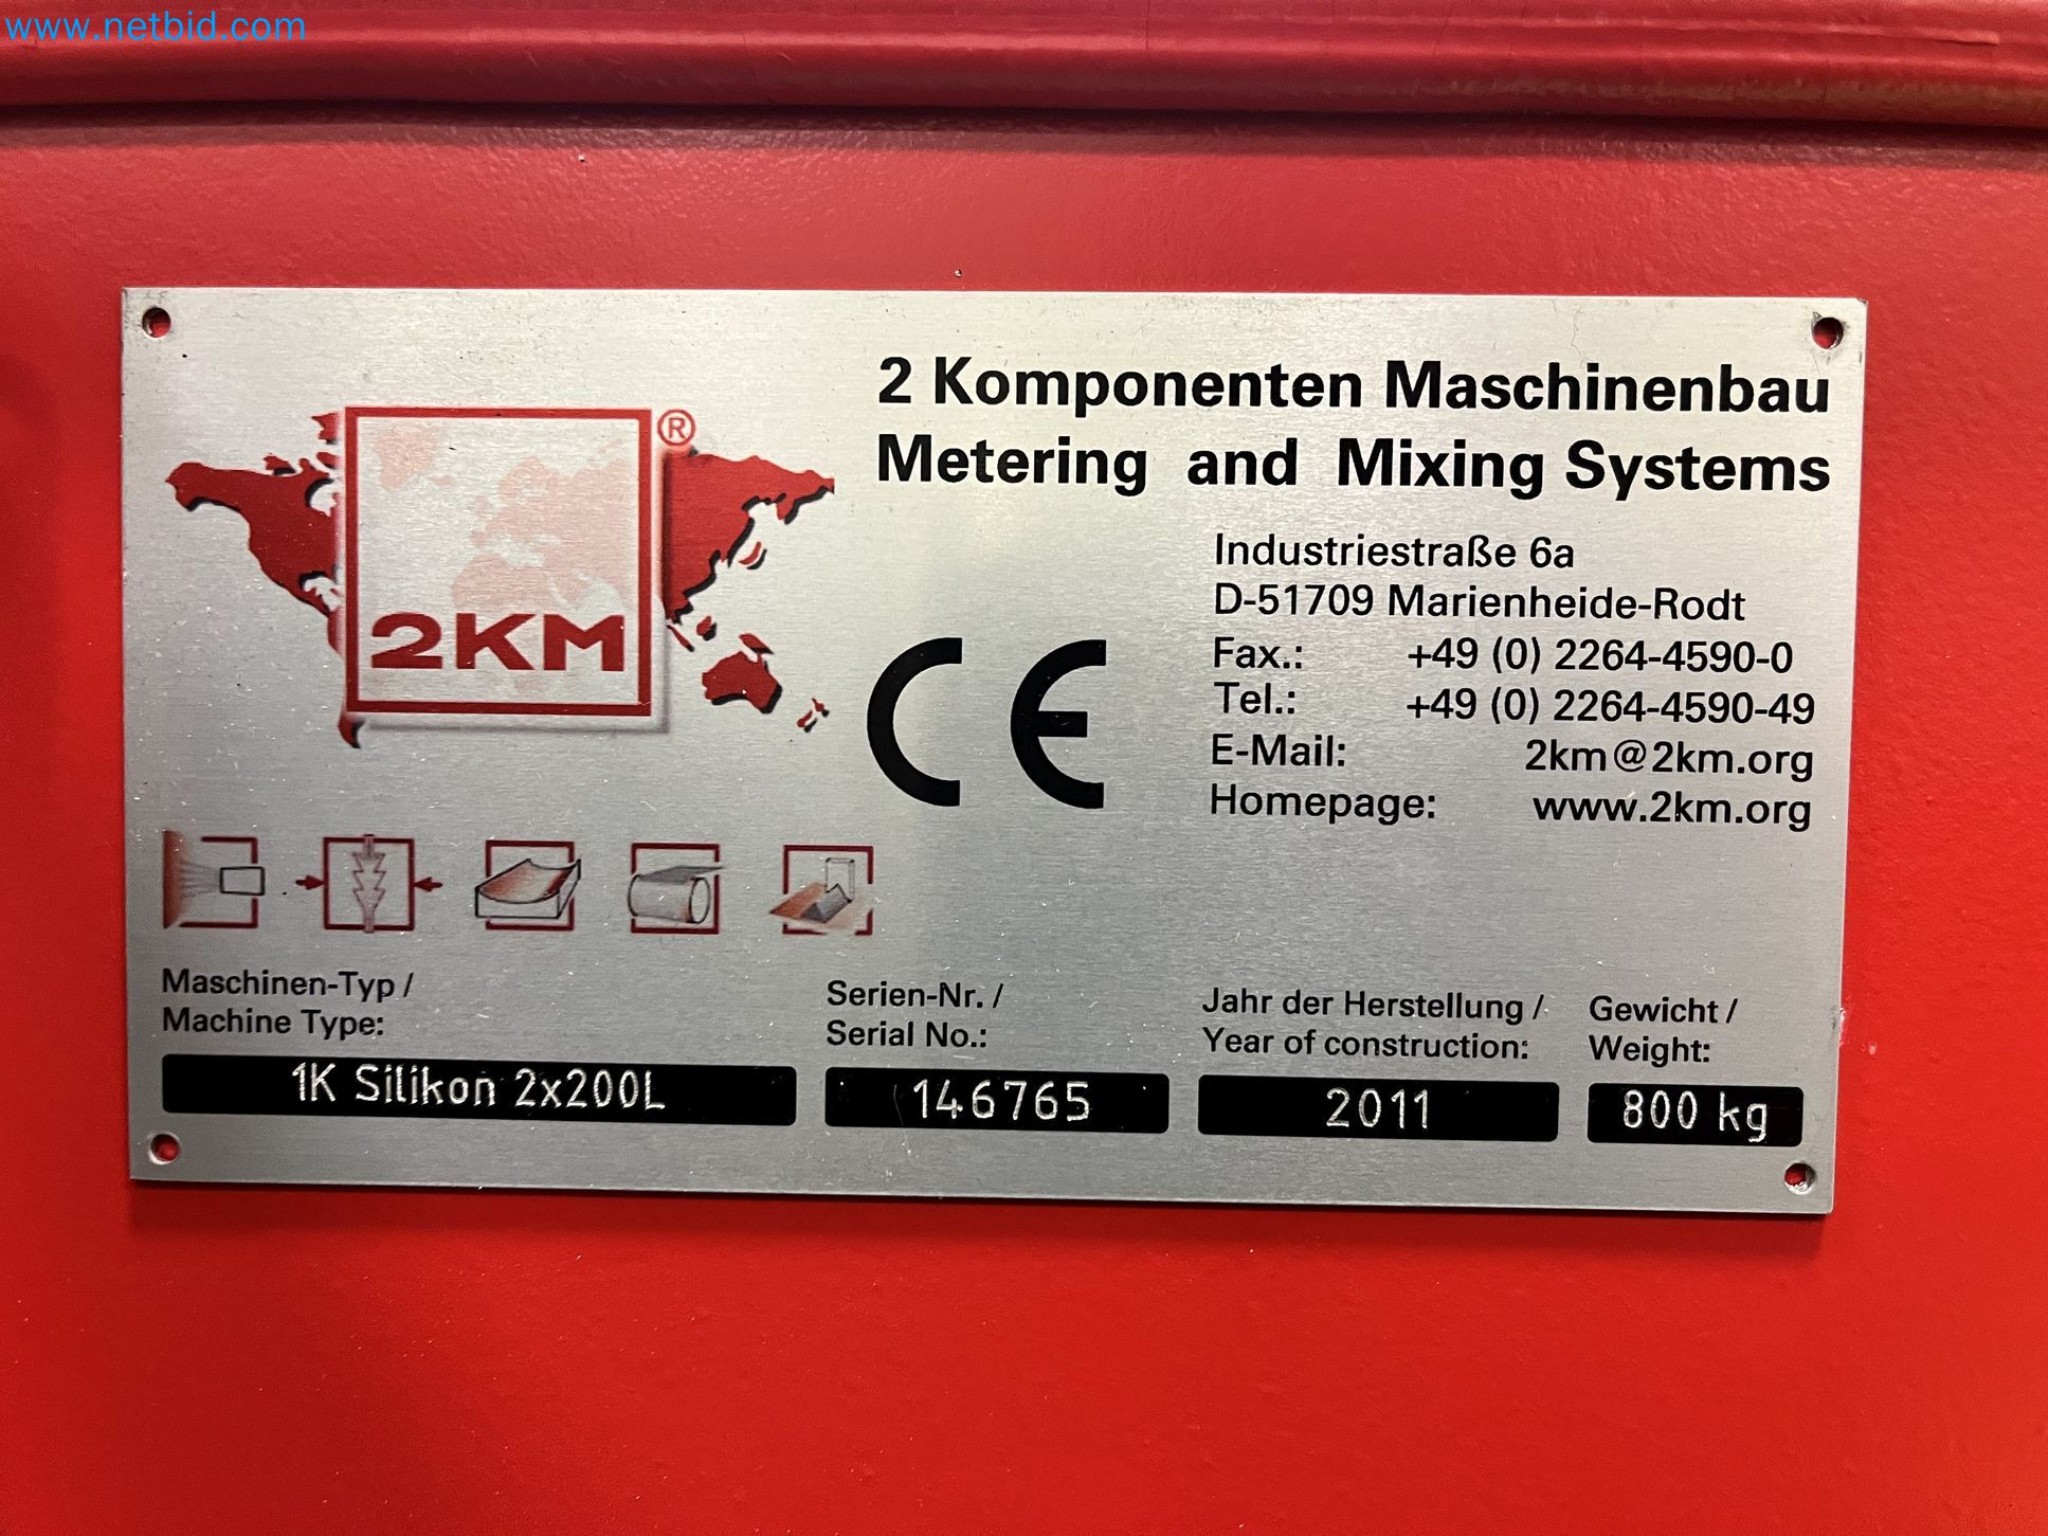 www.netbid.com
2 Komponenten Maschinenbau
Metering and Mixing Systems
®
2KM
Industriestraße 6a
D-51709 Marienheide-Rodt
Fax.: +49 (0) 2264-4590-0
Tel.: +49 (0) 2264-4590-49
E-Mail: 2km@2km.org
Homepage: www.2km.org
CE
Maschinen-Typ /
Machine Type:
1K Silikon 2x200L
Serien-Nr. /
Serial No.:
146765
Jahr der Herstellung /
Year of construction:
2011
Gewicht /
Weight:
800 kg